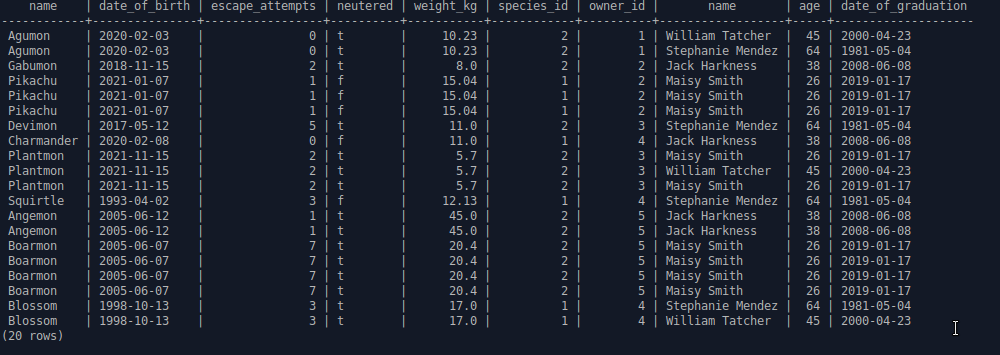 name | date_of_birth | escape_attempts | neutered | weight_kg | species_id | owner_id | name | age | date_of_graduation
-----------+---------------+-----------------+----------+-----------+------------+----------+------------------+-----+--------------------
Agumon | 2020-02-03 | 0 | t | 10.23 | 2 | 1 | William Tatcher | 45 | 2000-04-23
Agumon | 2020-02-03 | 0 | t | 10.23 | 2 | 1 | Stephanie Mendez | 64 | 1981-05-04
Gabumon | 2018-11-15 | 2 | t | 8.0 | 2 | 2 | Jack Harkness | 38 | 2008-06-08
Pikachu | 2021-01-07 | 1 | f | 15.04 | 1 | 2 | Maisy Smith | 26 | 2019-01-17
Pikachu | 2021-01-07 | 1 | f | 15.04 | 1 | 2 | Maisy Smith | 26 | 2019-01-17
Pikachu | 2021-01-07 | 1 | f | 15.04 | 1 | 2 | Maisy Smith | 26 | 2019-01-17
Devimon | 2017-05-12 | 5 | t | 11.0 | 2 | 3 | Stephanie Mendez | 64 | 1981-05-04
Charmander | 2020-02-08 | 0 | f | 11.0 | 1 | 4 | Jack Harkness | 38 | 2008-06-08
Plantmon | 2021-11-15 | 2 | t | 5.7 | 2 | 3 | Maisy Smith | 26 | 2019-01-17
Plantmon | 2021-11-15 | 2 | t | 5.7 | 2 | 3 | William Tatcher | 45 | 2000-04-23
Plantmon | 2021-11-15 | 2 | t | 5.7 | 2 | 3 | Maisy Smith | 26 | 2019-01-17
Squirtle | 1993-04-02 | 3 | f | 12.13 | 1 | 4 | Stephanie Mendez | 64 | 1981-05-04
Angemon | 2005-06-12 | 1 | t | 45.0 | 2 | 5 | Jack Harkness | 38 | 2008-06-08
Angemon | 2005-06-12 | 1 | t | 45.0 | 2 | 5 | Jack Harkness | 38 | 2008-06-08
Boarmon | 2005-06-07 | 7 | t | 20.4 | 2 | 5 | Maisy Smith | 26 | 2019-01-17
Boarmon | 2005-06-07 | 7 | t | 20.4 | 2 | 5 | Maisy Smith | 26 | 2019-01-17
Boarmon | 2005-06-07 | 7 | t | 20.4 | 2 | 5 | Maisy Smith | 26 | 2019-01-17
Boarmon | 2005-06-07 | 7 | t | 20.4 | 2 | 5 | Maisy Smith | 26 | 2019-01-17
Blossom | 1998-10-13 | 3 | t | 17.0 | 1 | 4 | Stephanie Mendez | 64 | 1981-05-04
Blossom | 1998-10-13 | 3 | t | 17.0 | 1 | 4 | William Tatcher | 45 | 2000-04-23
(20 rows)